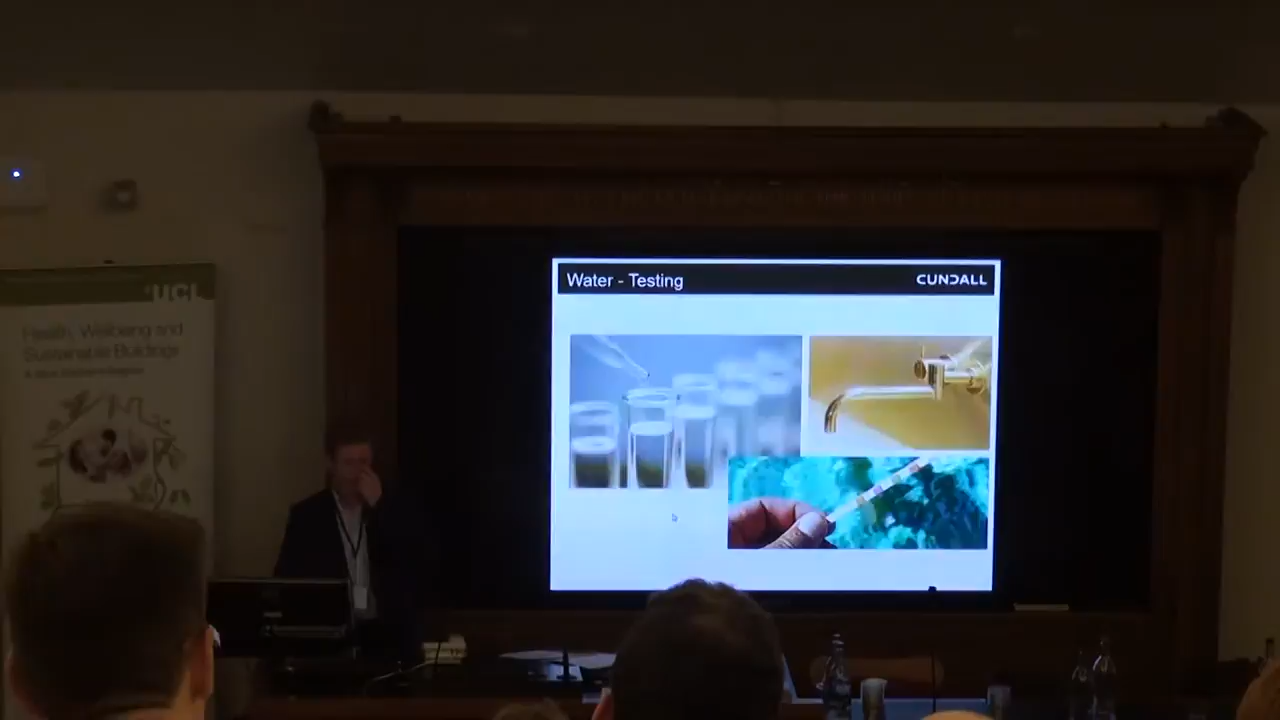 Water - Testing
CUNDALL
UCL
Health, Wellbeing and
Sustainable Buildings